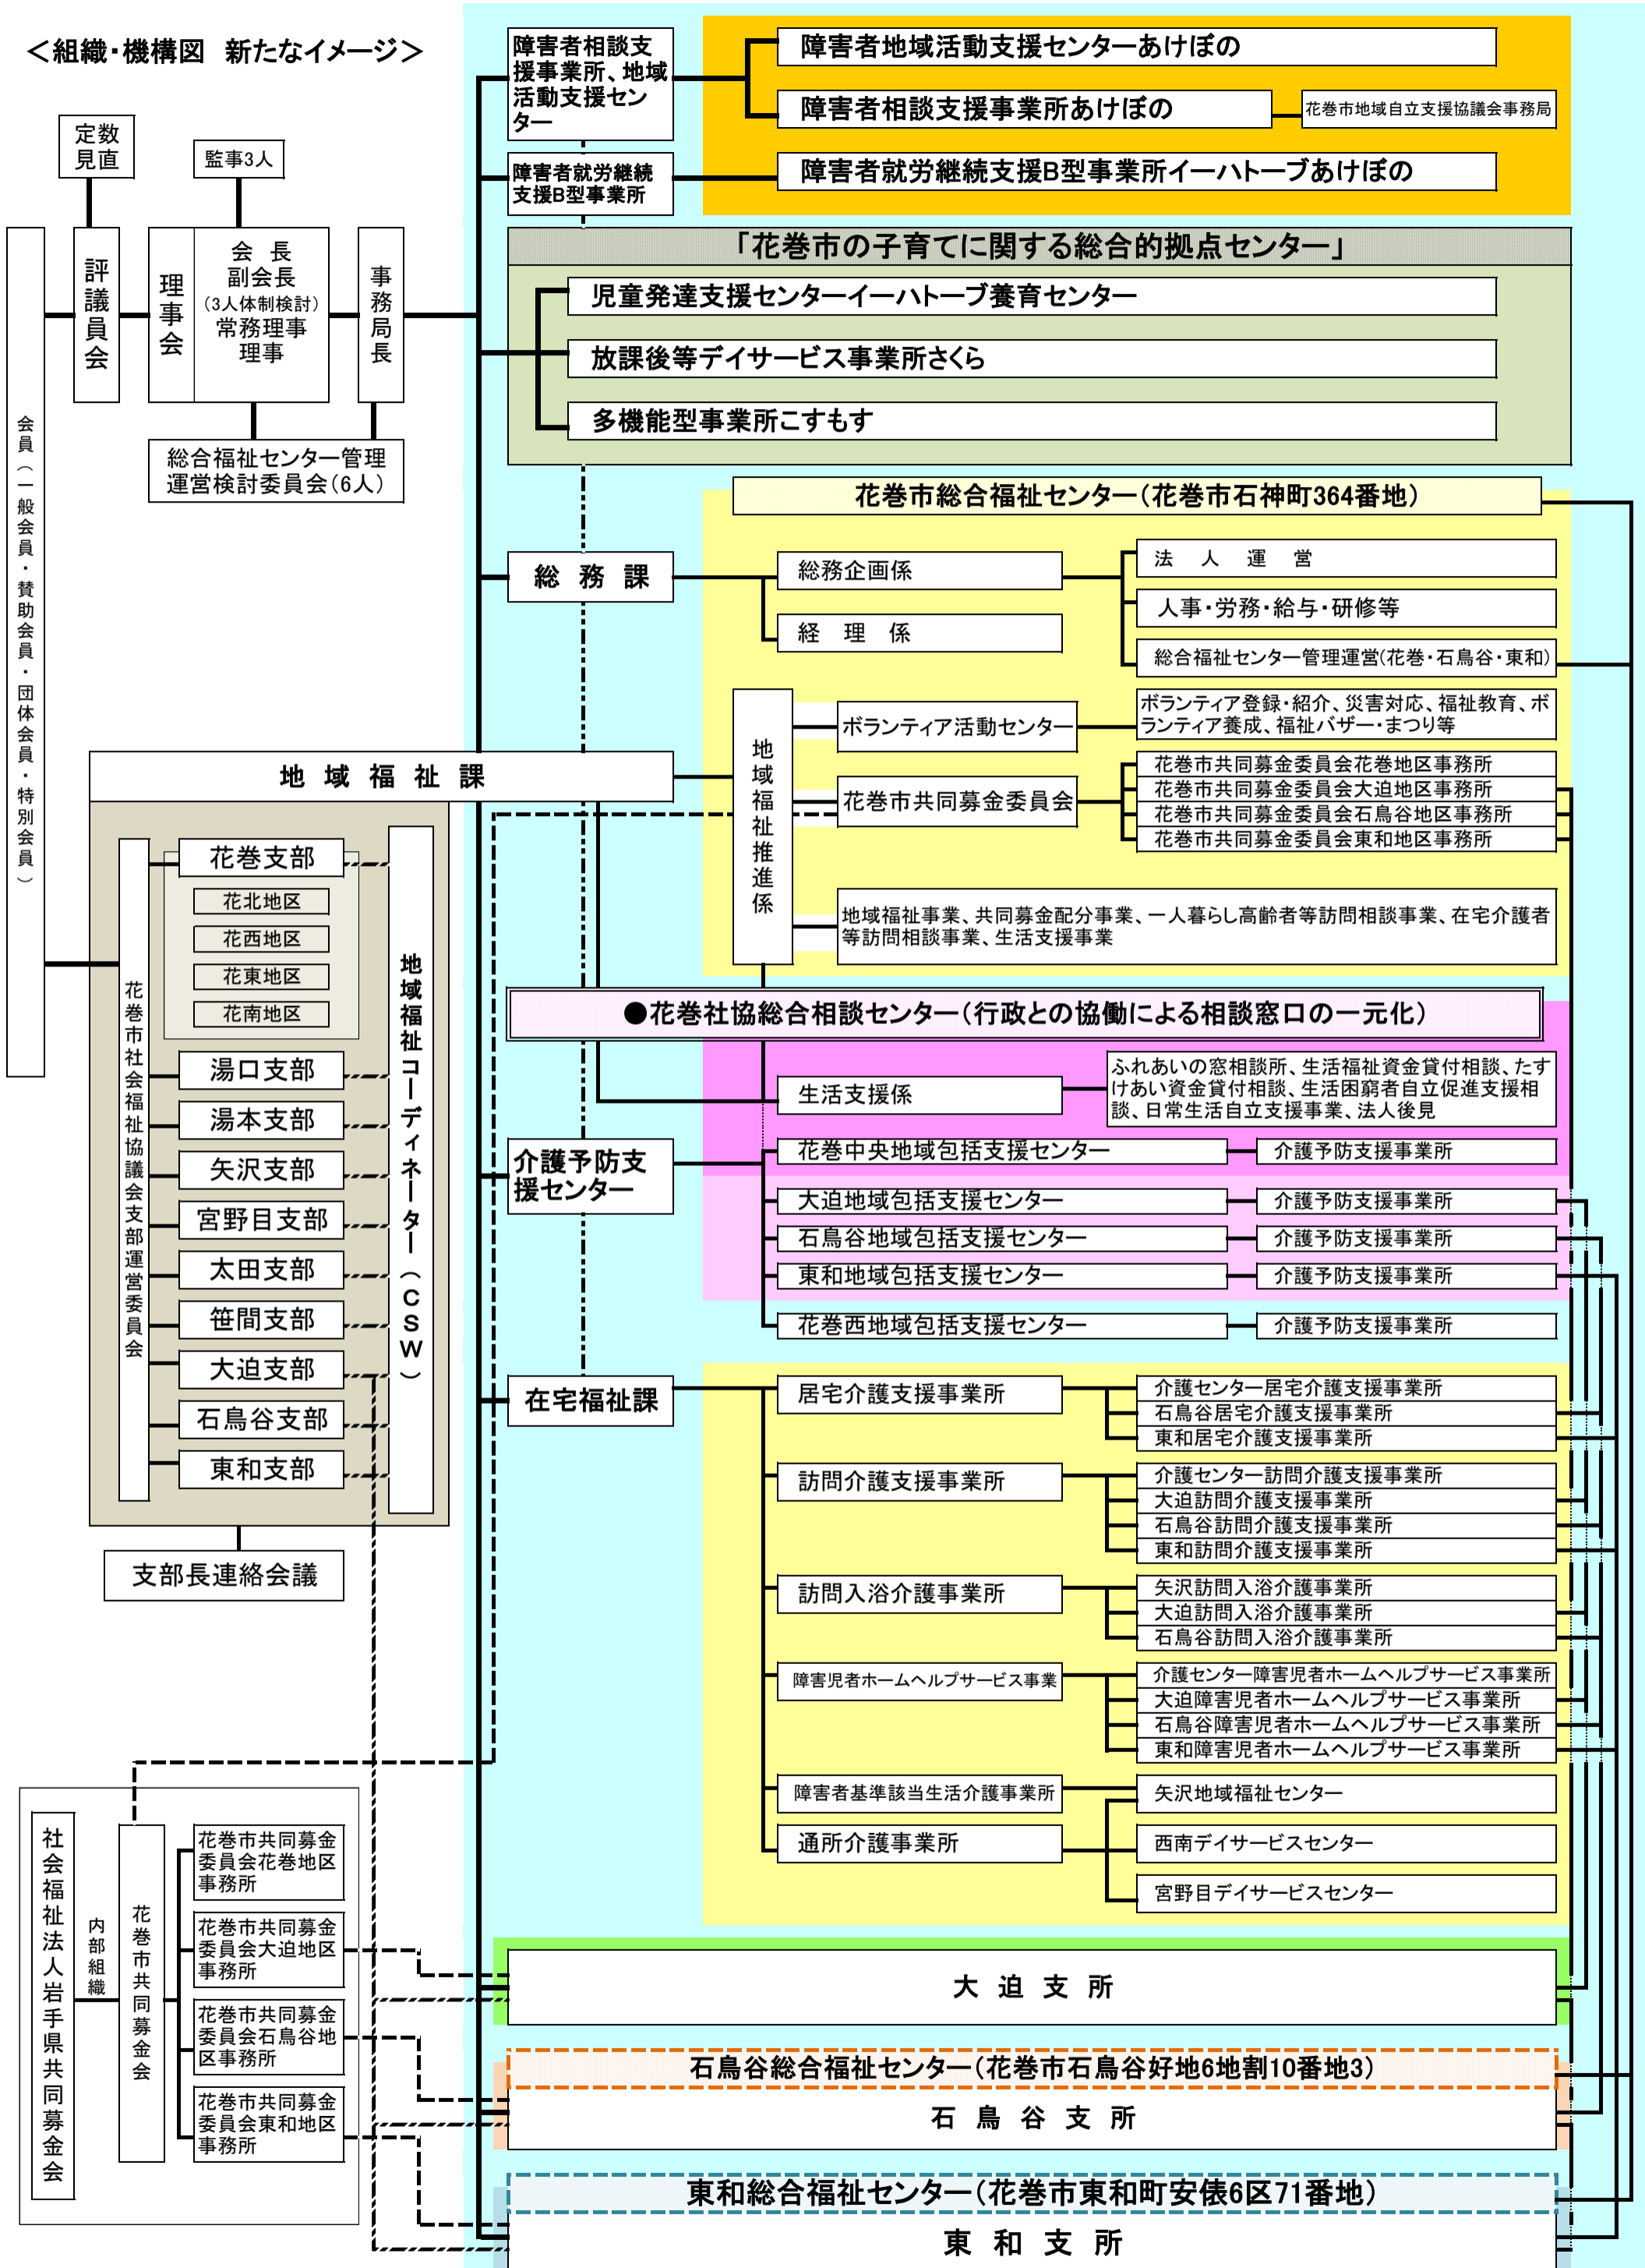 ＜組織・機構図　新たなイメージ＞
定数
見直
監事3人
会員（一般会員・賛助会員・団体会員・特別会員）
評議員会
理事会
会　長
副会長
（3人体制検討）
常務理事
理事
事務局長
総合福祉センター管理
運営検討委員会（6人）
障害者相談支
援事業所、地域
活動支援セン
ター
障害者地域活動支援センターあけぼの
障害者相談支援事業所あけぼの
花巻市地域自立支援協議会事務局
障害者就労継続
支援B型事業所
障害者就労継続支援B型事業所イーハトーブあけぼの
「花巻市の子育てに関する総合的拠点センター」
児童発達支援センターイーハトーブ養育センター
放課後等デイサービス事業所さくら
多機能型事業所こすもす
花巻市総合福祉センター（花巻市石神町364番地）
総　務　課
総務企画係
経　理　係
法　人　運　営
人事・労務・給与・研修等
総合福祉センター管理運営（花巻・石鳥谷・東和）
地　域　福　祉　課
地域福祉推進係
ボランティア活動センター
ボランティア登録・紹介、災害対応、福祉教育、ボ
ランティア養成、福祉バザー・まつり等
花巻市共同募金委員会
花巻市共同募金委員会花巻地区事務所
花巻市共同募金委員会大迫地区事務所
花巻市共同募金委員会石鳥谷地区事務所
花巻市共同募金委員会東和地区事務所
地域福祉事業、共同募金配分事業、一人暮らし高齢者等訪問相談事業、在宅介護者
等訪問相談事業、生活支援事業
花巻市社会福祉協議会支部運営委員会
花巻支部
花北地区
花西地区
花東地区
花南地区
湯口支部
湯本支部
矢沢支部
宮野目支部
太田支部
笹間支部
大迫支部
石鳥谷支部
東和支部
地域福祉コーディネーター（CSW）
支部長連絡会議
●花巻社協総合相談センター（行政との協働による相談窓口の一元化）
生活支援係
ふれあいの窓相談所、生活福祉資金貸付相談、たす
けあい資金貸付相談、生活困窮者自立促進支援相
談、日常生活自立支援事業、法人後見
介護予防支
援センター
花巻中央地域包括支援センター
介護予防支援事業所
大迫地域包括支援センター
介護予防支援事業所
石鳥谷地域包括支援センター
介護予防支援事業所
東和地域包括支援センター
介護予防支援事業所
花巻西地域包括支援センター
介護予防支援事業所
在宅福祉課
居宅介護支援事業所
介護センター居宅介護支援事業所
石鳥谷居宅介護支援事業所
東和居宅介護支援事業所
訪問介護支援事業所
介護センター訪問介護支援事業所
大迫訪問介護支援事業所
石鳥谷訪問介護支援事業所
東和訪問介護支援事業所
訪問入浴介護事業所
矢沢訪問入浴介護事業所
大迫訪問入浴介護事業所
石鳥谷訪問入浴介護事業所
障害児者ホームヘルプサービス事業
介護センター障害児者ホームヘルプサービス事業所
大迫障害児者ホームヘルプサービス事業所
石鳥谷障害児者ホームヘルプサービス事業所
東和障害児者ホームヘルプサービス事業所
障害者基準該当生活介護事業所
通所介護事業所
矢沢地域福祉センター
西南デイサービスセンター
宮野目デイサービスセンター
社会福祉法人岩手県共同募金会
内部組織
花巻市共同募金会
花巻市共同募金
委員会花巻地区
事務所
花巻市共同募金
委員会大迫地区
事務所
花巻市共同募金
委員会石鳥谷地
区事務所
花巻市共同募金
委員会東和地区
事務所
大　迫　支　所
石鳥谷総合福祉センター（花巻市石鳥谷好地6地割10番地3）
石　鳥　谷　支　所
東和総合福祉センター（花巻市東和町安俵6区71番地）
東　和　支　所